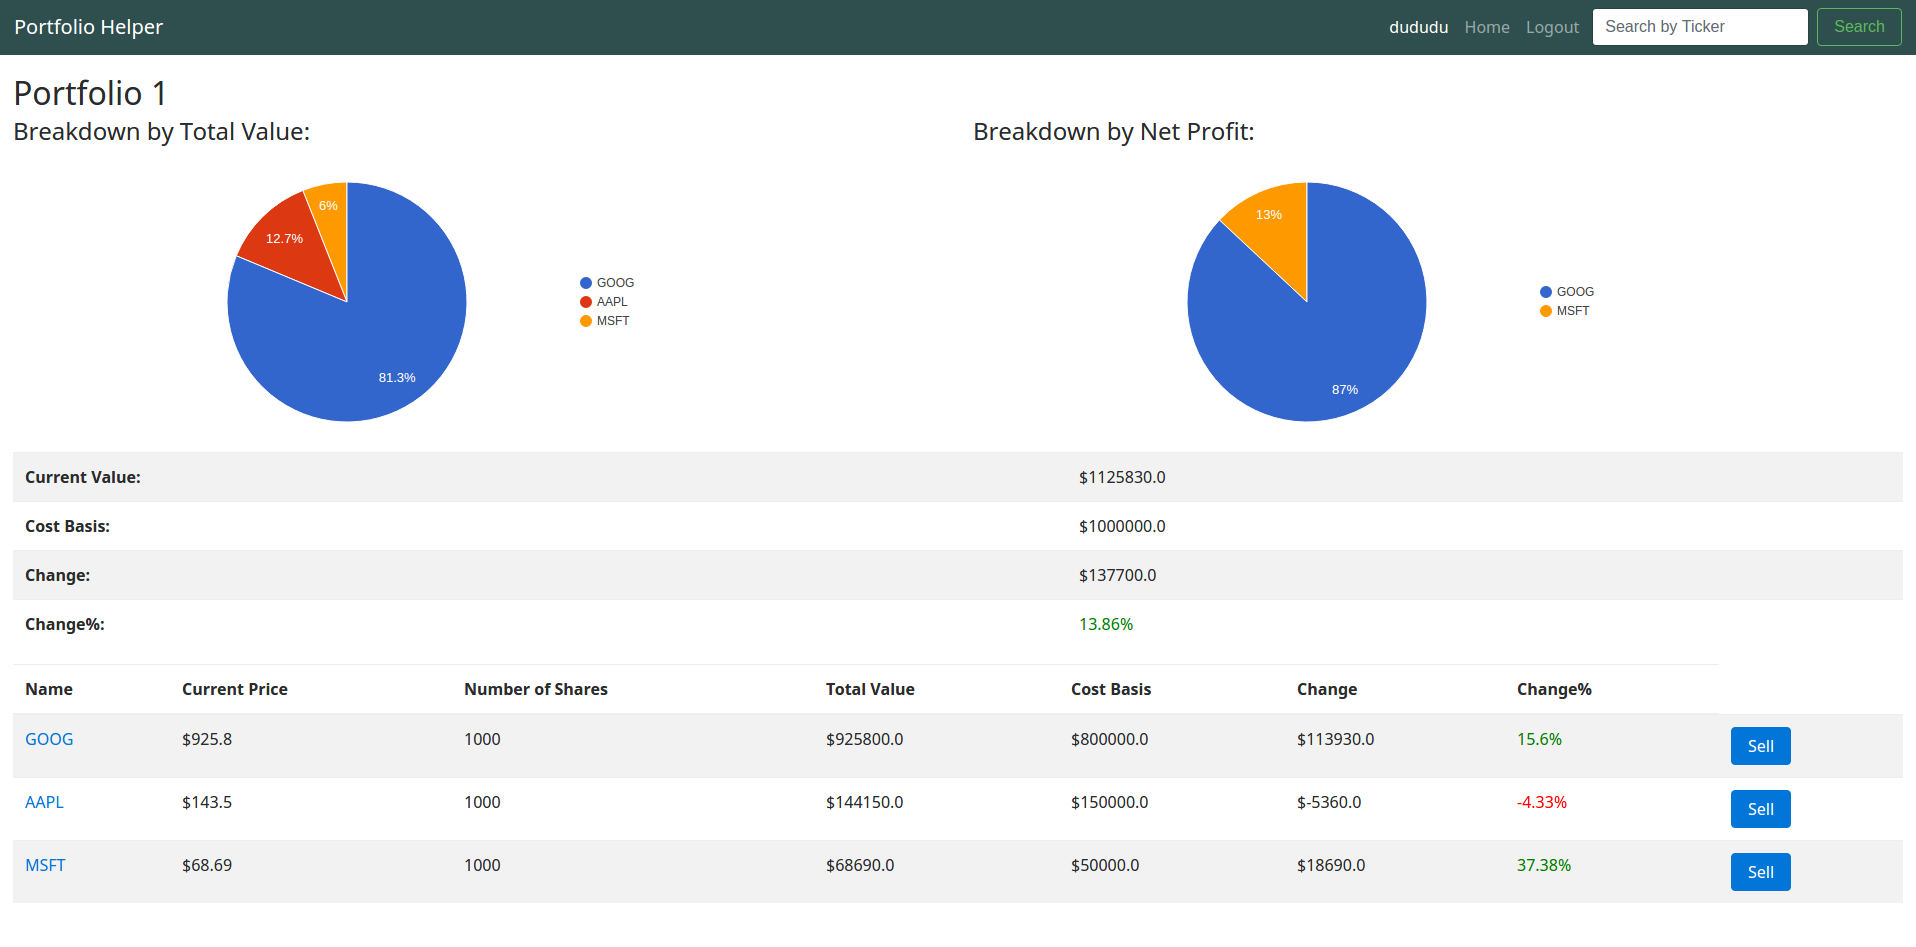 Portfolio Helper dududu Home Logout Search by Ticker Search
Portfolio 1
Breakdown by Total Value: Breakdown by Net Profit:
6%
12.7%
81.3%
GOOG
AAPL
MSFT
13%
87%
GOOG
MSFT
Current Value: $1125830.0
Cost Basis: $1000000.0
Change: $137700.0
Change%: 13.86%
Name Current Price Number of Shares Total Value Cost Basis Change Change%
GOOG $925.8 1000 $925800.0 $800000.0 $113930.0 15.6% Sell
AAPL $143.5 1000 $144150.0 $150000.0 $-5360.0 -4.33% Sell
MSFT $68.69 1000 $68690.0 $50000.0 $18690.0 37.38% Sell